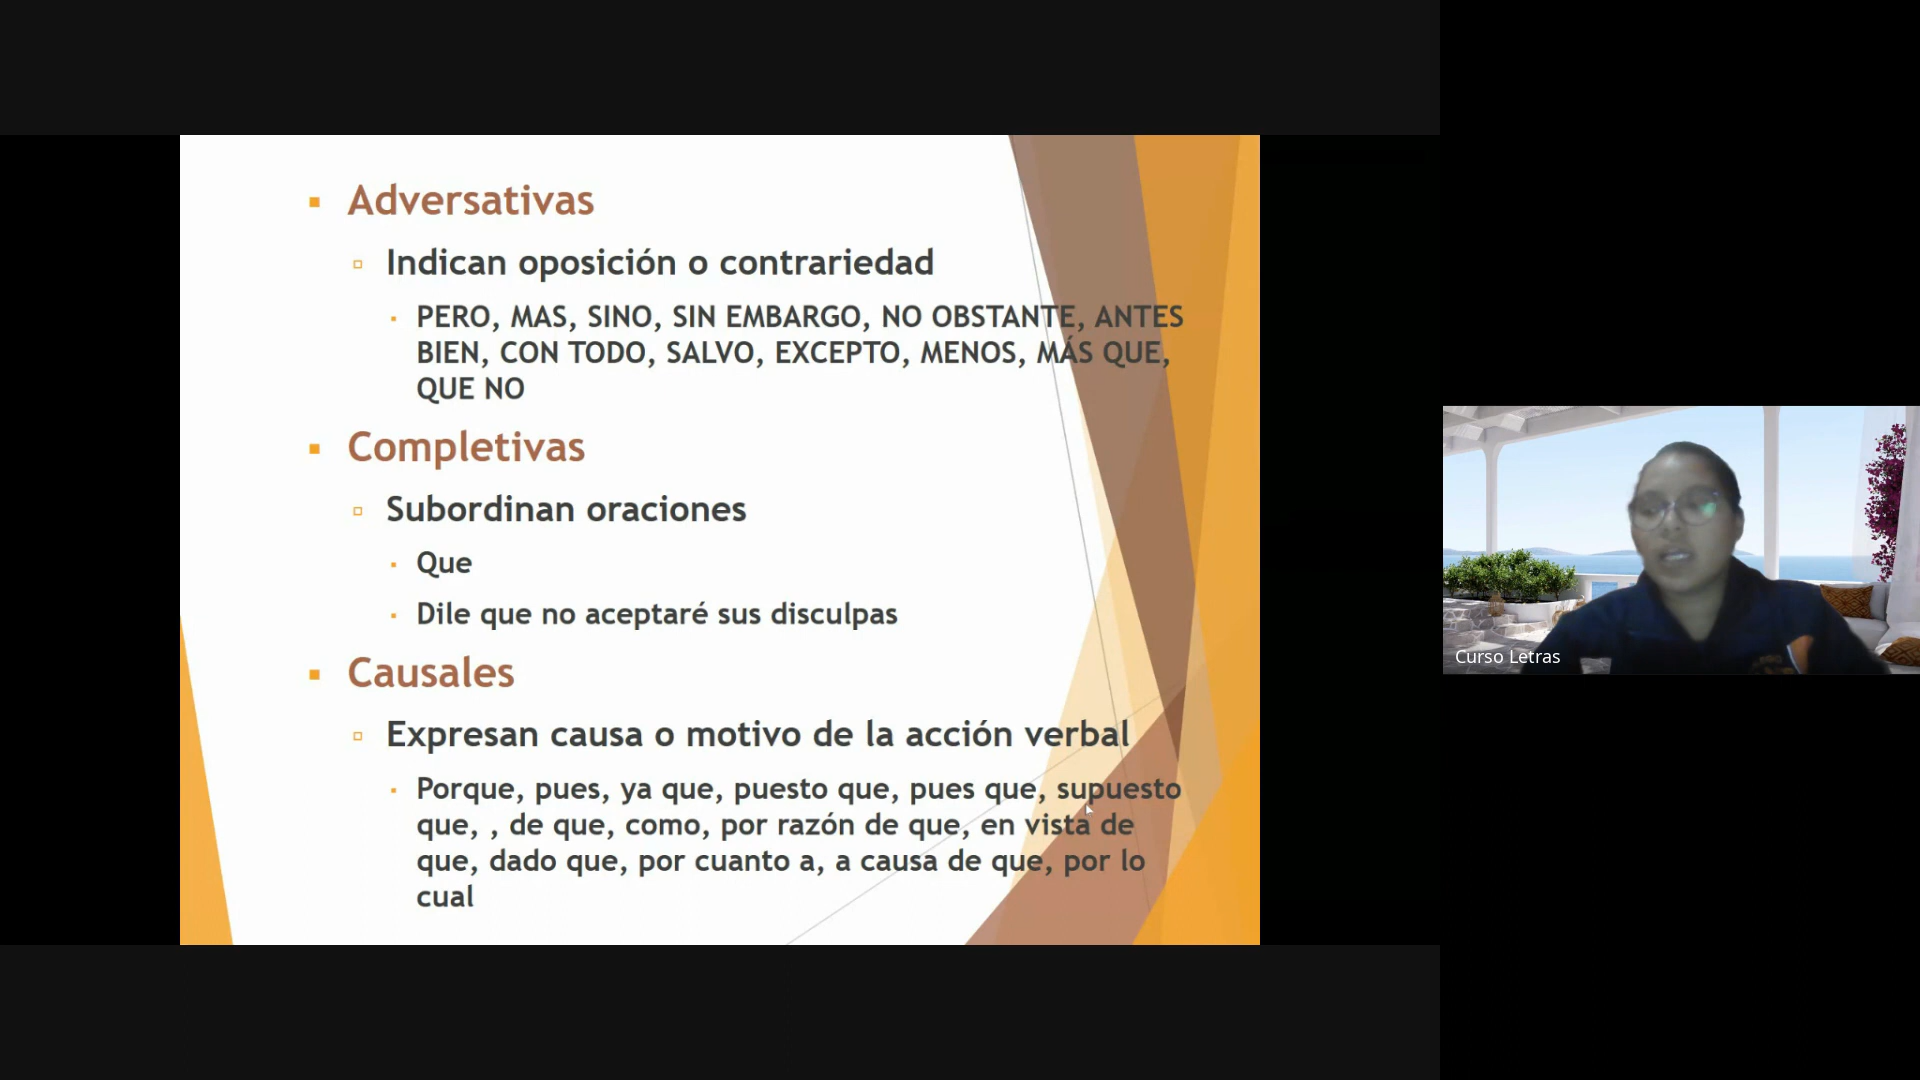 Adversativas
Indican oposición o contrariedad
PERO, MAS, SINO, SIN EMBARGO, NO OBSTANTE, ANTES
BIEN, CON TODO, SALVO, EXCEPTO, MENOS, MÁS QUE,
QUE NO
Completivas
Subordinan oraciones
Que
Dile que no aceptaré sus disculpas
Causales
Expresan causa o motivo de la acción verbal
Porque, pues, ya que, puesto que, pues que, supuesto
que, , de que, como, por razón de que, en vista de
que, dado que, por cuanto a, a causa de que, por lo
cual
Curso Letras